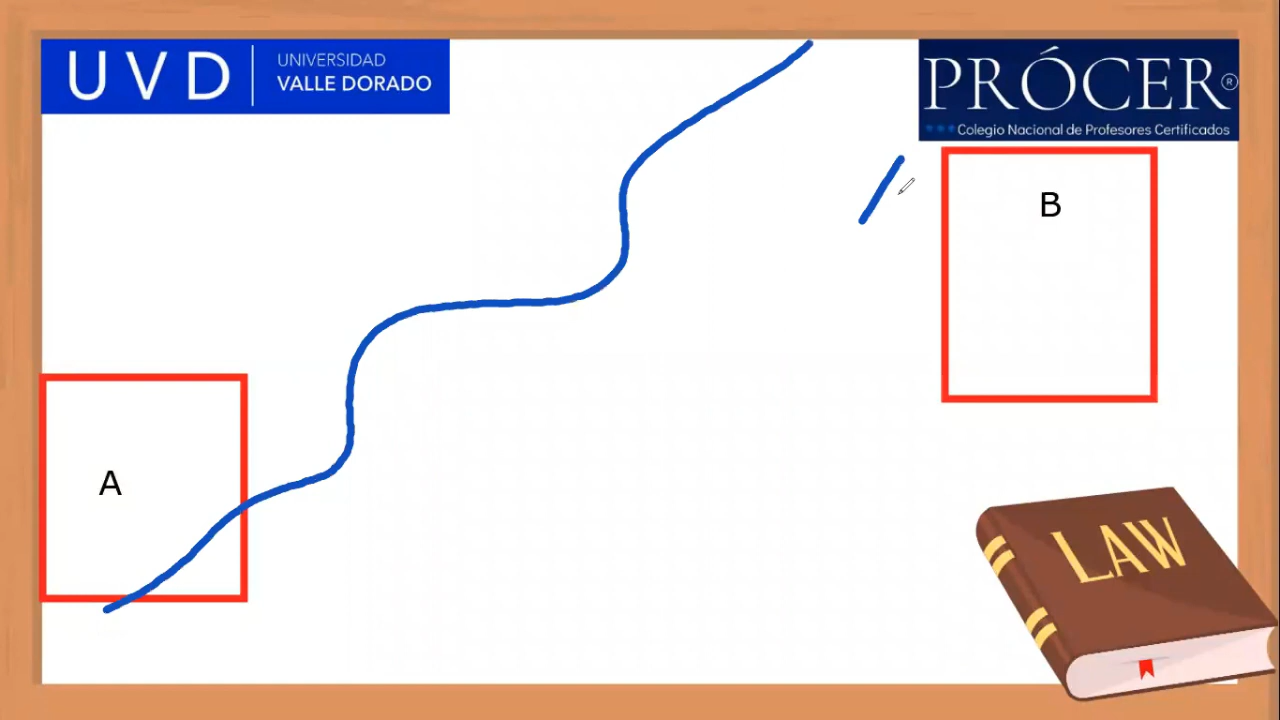 UVD
UNIVERSIDAD
VALLE DORADO
PRÓCER®
Colegio Nacional de Profesores Certificados
B
A
LAW